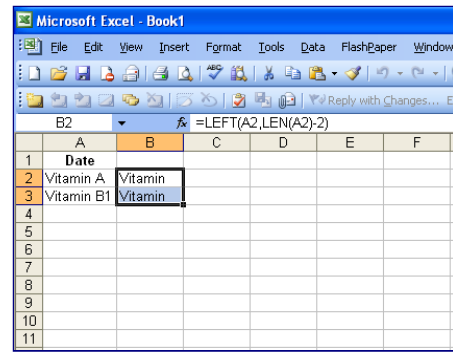 Microsoft Excel - Book1
File Edit View Insert Format Tools Data FlashPaper Window
Reply with Changes...
B2 fx =LEFT(A2,LEN(A2)-2)
A B C D E F
1 Date
2 Vitamin A Vitamin
3 Vitamin B1 Vitamin
4
5
6
7
8
9
10
11